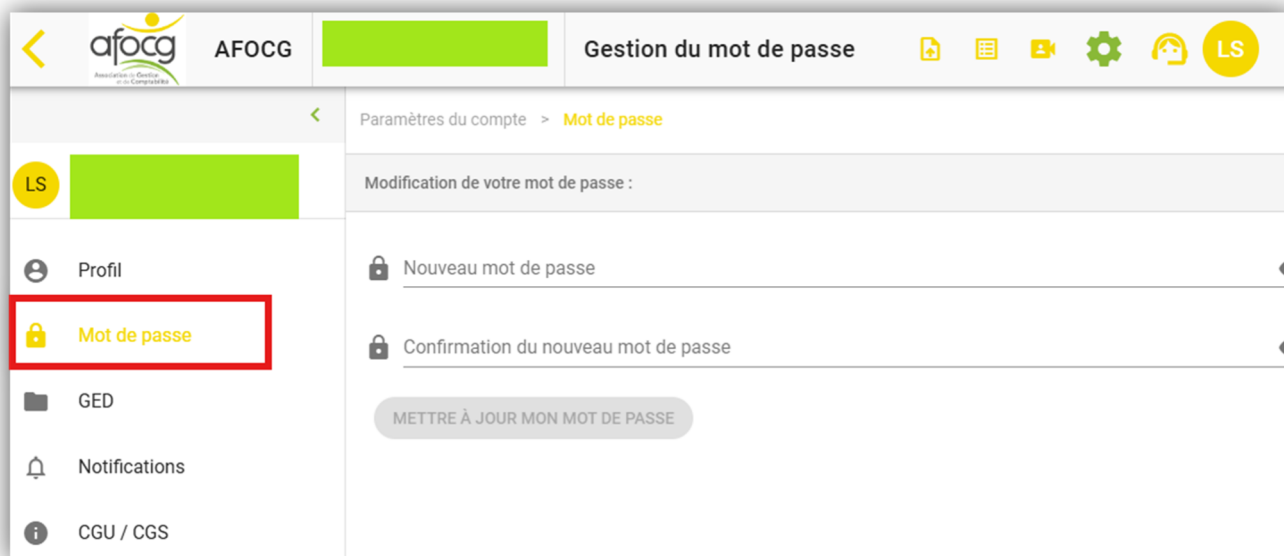 afocg
Association de Gestion
et de Comptabilité
AFOCG
Gestion du mot de passe
LS
Paramètres du compte > Mot de passe
LS
Modification de votre mot de passe :
Profil
Nouveau mot de passe
Mot de passe
Confirmation du nouveau mot de passe
GED
METTRE À JOUR MON MOT DE PASSE
Notifications
CGU / CGS